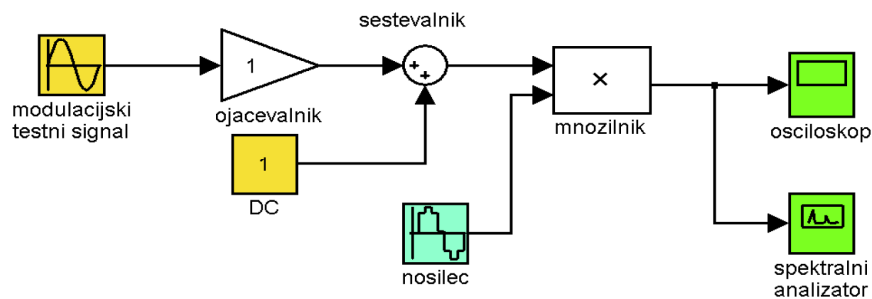 sestevalnik
1
modulacijski
testni signal
ojacevalnik
+
+
×
mnozilnik
osciloskop
1
DC
nosilec
spektralni
analizator